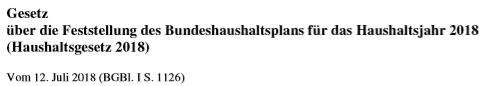 Gesetz
über die Feststellung des Bundeshaushaltsplans für das Haushaltsjahr 2018
(Haushaltsgesetz 2018)
Vom 12. Juli 2018 (BGBl. I S. 1126)